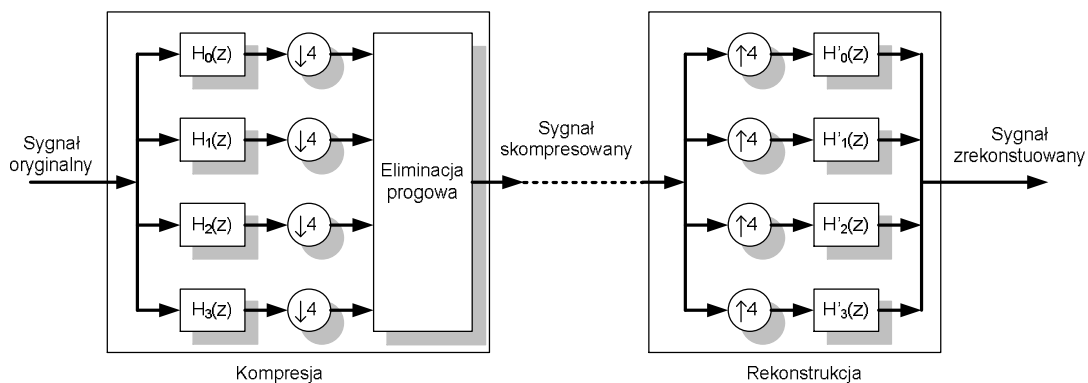 H₀(z) ↓4
H₁(z) ↓4
H₂(z) ↓4
H₃(z) ↓4
Sygnał
oryginalny
Eliminacja
progowa
Kompresja
Sygnał
skompresowany
↑4 H'₀(z)
↑4 H'₁(z)
↑4 H'₂(z)
↑4 H'₃(z)
Rekonstrukcja
Sygnał
zrekonstuowany